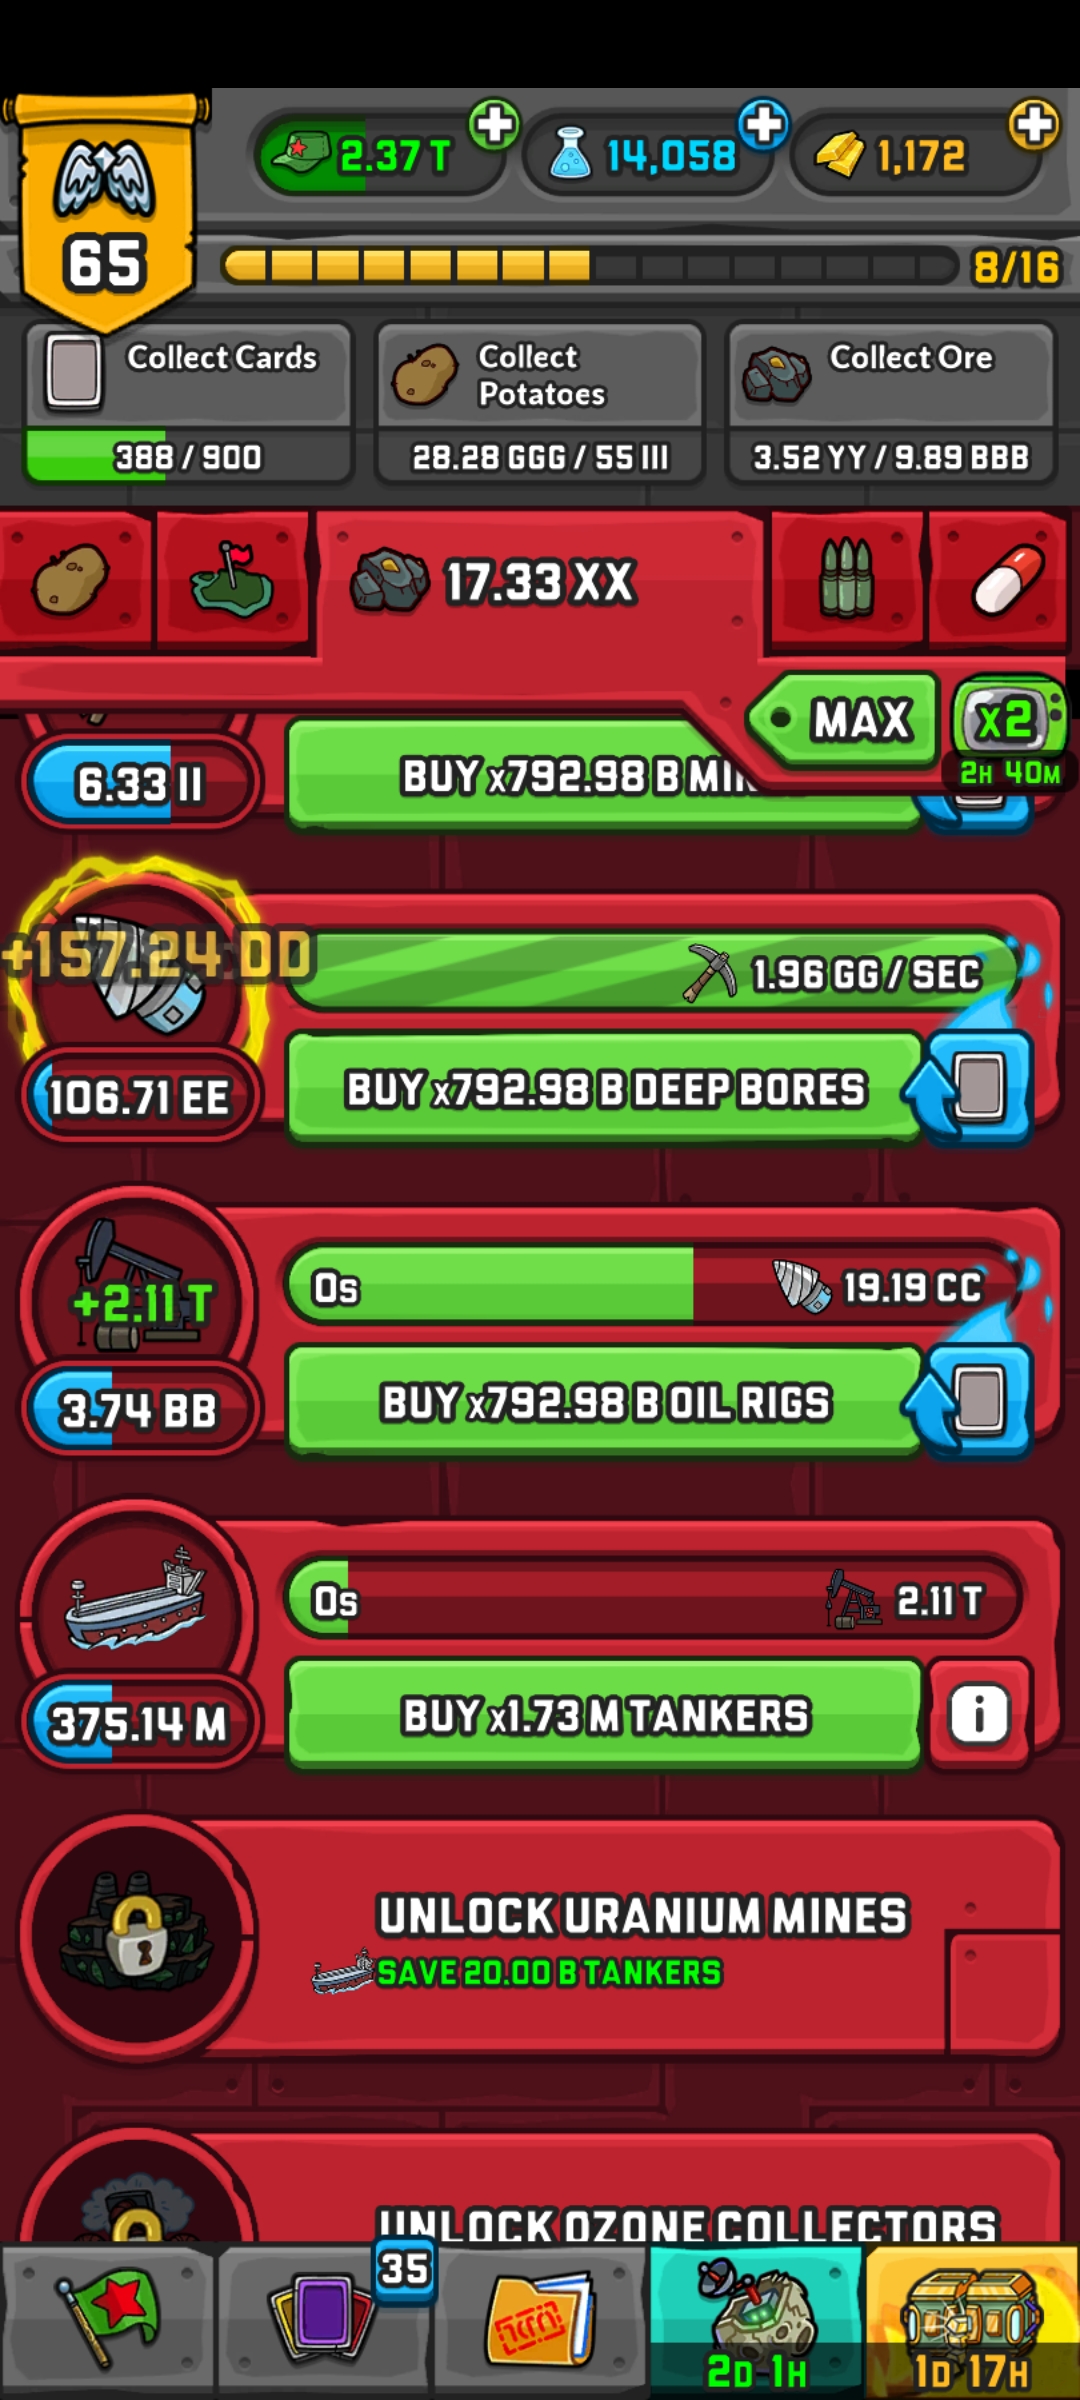 65
2.37 T
14,058
1,172
8/16
Collect Cards
388 / 900
Collect
Potatoes
28.28 GGG / 55 III
Collect Ore
3.52 YY / 9.89 BBB
17.33 XX
MAX
x2
2H 40M
6.33 II
BUY x792.98 B
+157.24 DD
1.96 GG / SEC
106.71 EE
BUY x792.98 B DEEP BORES
+2.11 T
0s
19.19 CC
3.74 BB
BUY x792.98 B OIL RIGS
0s
2.11 T
375.14 M
BUY x1.73 M TANKERS
i
UNLOCK URANIUM MINES
SAVE 20.00 B TANKERS
UNLOCK OZONE COLLECTORS
35
2D 1H
1D 17H